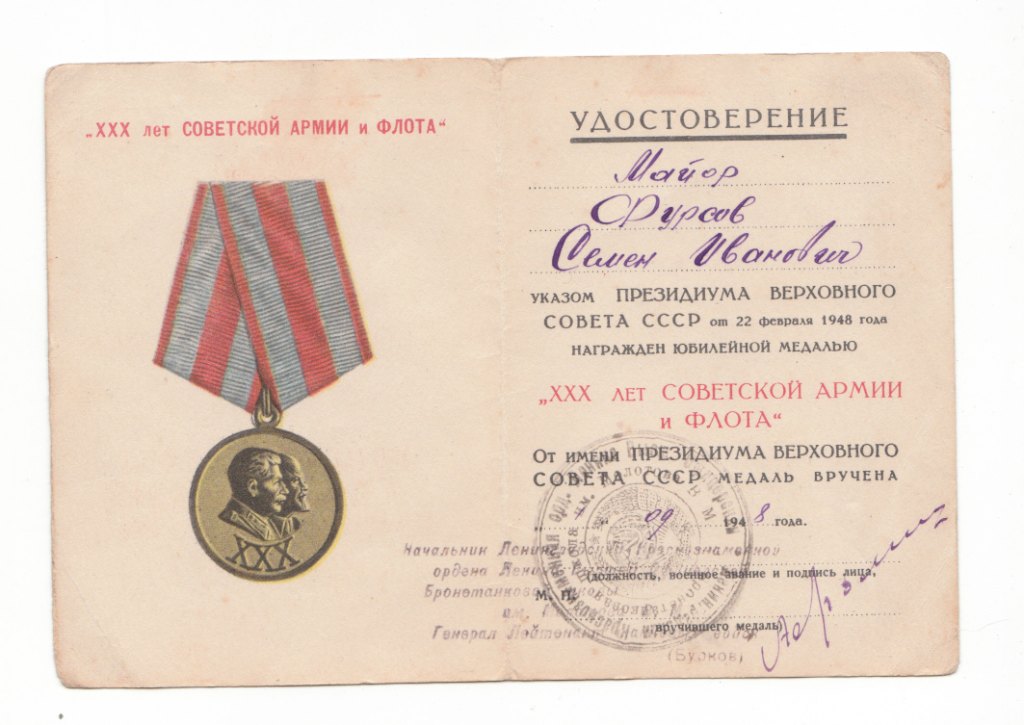 „XXX лет СОВЕТСКОЙ АРМИИ и ФЛОТА“
XXX
УДОСТОВЕРЕНИЕ
Майор
Фурсов
Семен Иванович
УКАЗОМ ПРЕЗИДИУМА ВЕРХОВНОГО
СОВЕТА СССР от 22 февраля 1948 года
НАГРАЖДЕН ЮБИЛЕЙНОЙ МЕДАЛЬЮ
„XXX ЛЕТ СОВЕТСКОЙ АРМИИ
и ФЛОТА“
От имени ПРЕЗИДИУМА ВЕРХОВНОГО
СОВЕТА СССР МЕДАЛЬ ВРУЧЕНА
09 1948 года.
Начальник Краснознаменной
ордена
(должность, военное звание и подпись лица,
М. П.
им.
вручившего медаль)
Генерал
(Бурков)